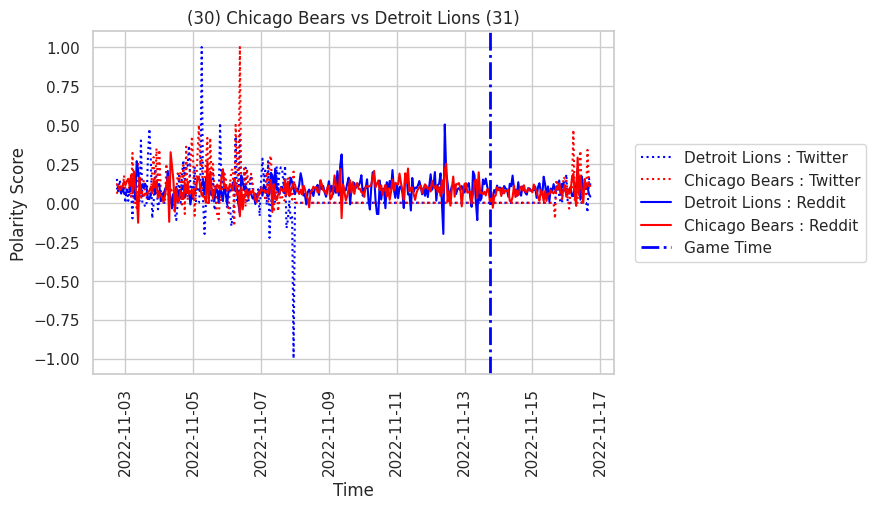 (30) Chicago Bears vs Detroit Lions (31)
1.00
0.75
0.50
0.25
0.00
−0.25
−0.50
−0.75
−1.00
Polarity Score
2022-11-03
2022-11-05
2022-11-07
2022-11-09
2022-11-11
2022-11-13
2022-11-15
2022-11-17
Time
Detroit Lions : Twitter
Chicago Bears : Twitter
Detroit Lions : Reddit
Chicago Bears : Reddit
Game Time